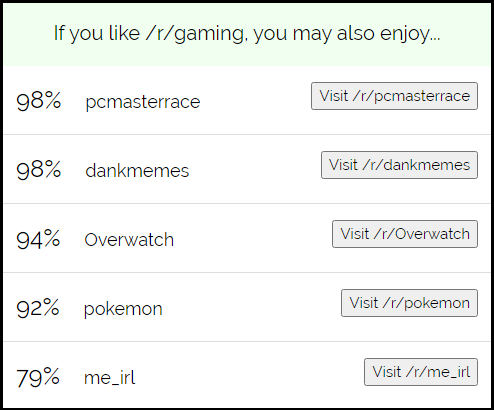 If you like /r/gaming, you may also enjoy...
98% pcmasterrace Visit /r/pcmasterrace
98% dankmemes Visit /r/dankmemes
94% Overwatch Visit /r/Overwatch
92% pokemon Visit /r/pokemon
79% me_irl Visit /r/me_irl